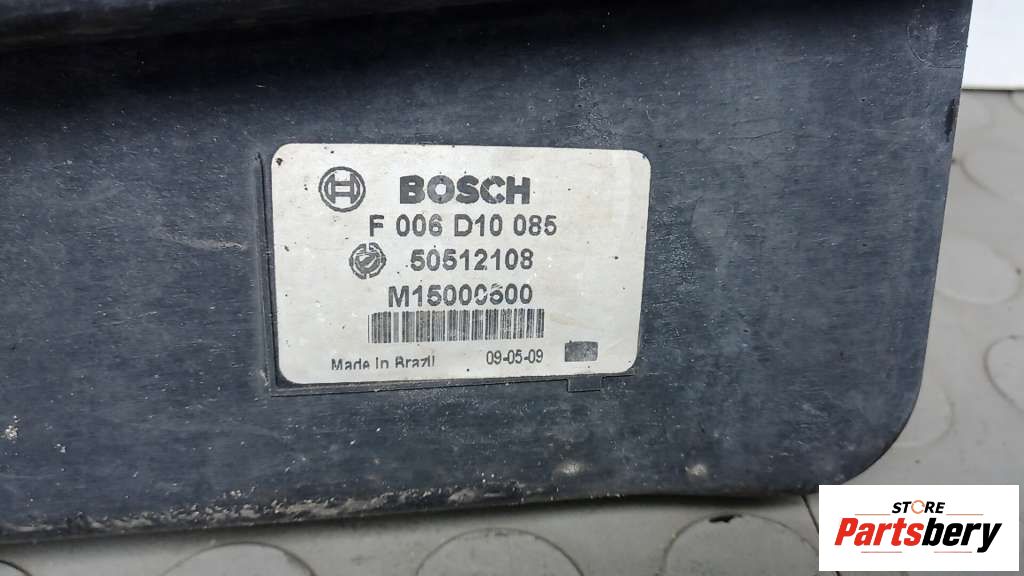 BOSCH
F 006 D10 085
50512108
M15000600
Made in Brazil 09-05-09
STORE
Partsbery